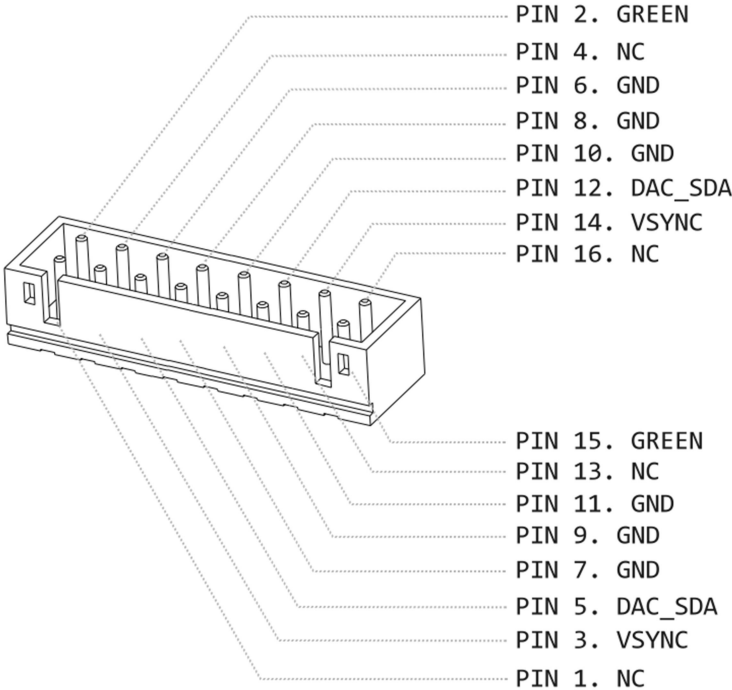 PIN 2. GREEN
PIN 4. NC
PIN 6. GND
PIN 8. GND
PIN 10. GND
PIN 12. DAC_SDA
PIN 14. VSYNC
PIN 16. NC
PIN 15. GREEN
PIN 13. NC
PIN 11. GND
PIN 9. GND
PIN 7. GND
PIN 5. DAC_SDA
PIN 3. VSYNC
PIN 1. NC